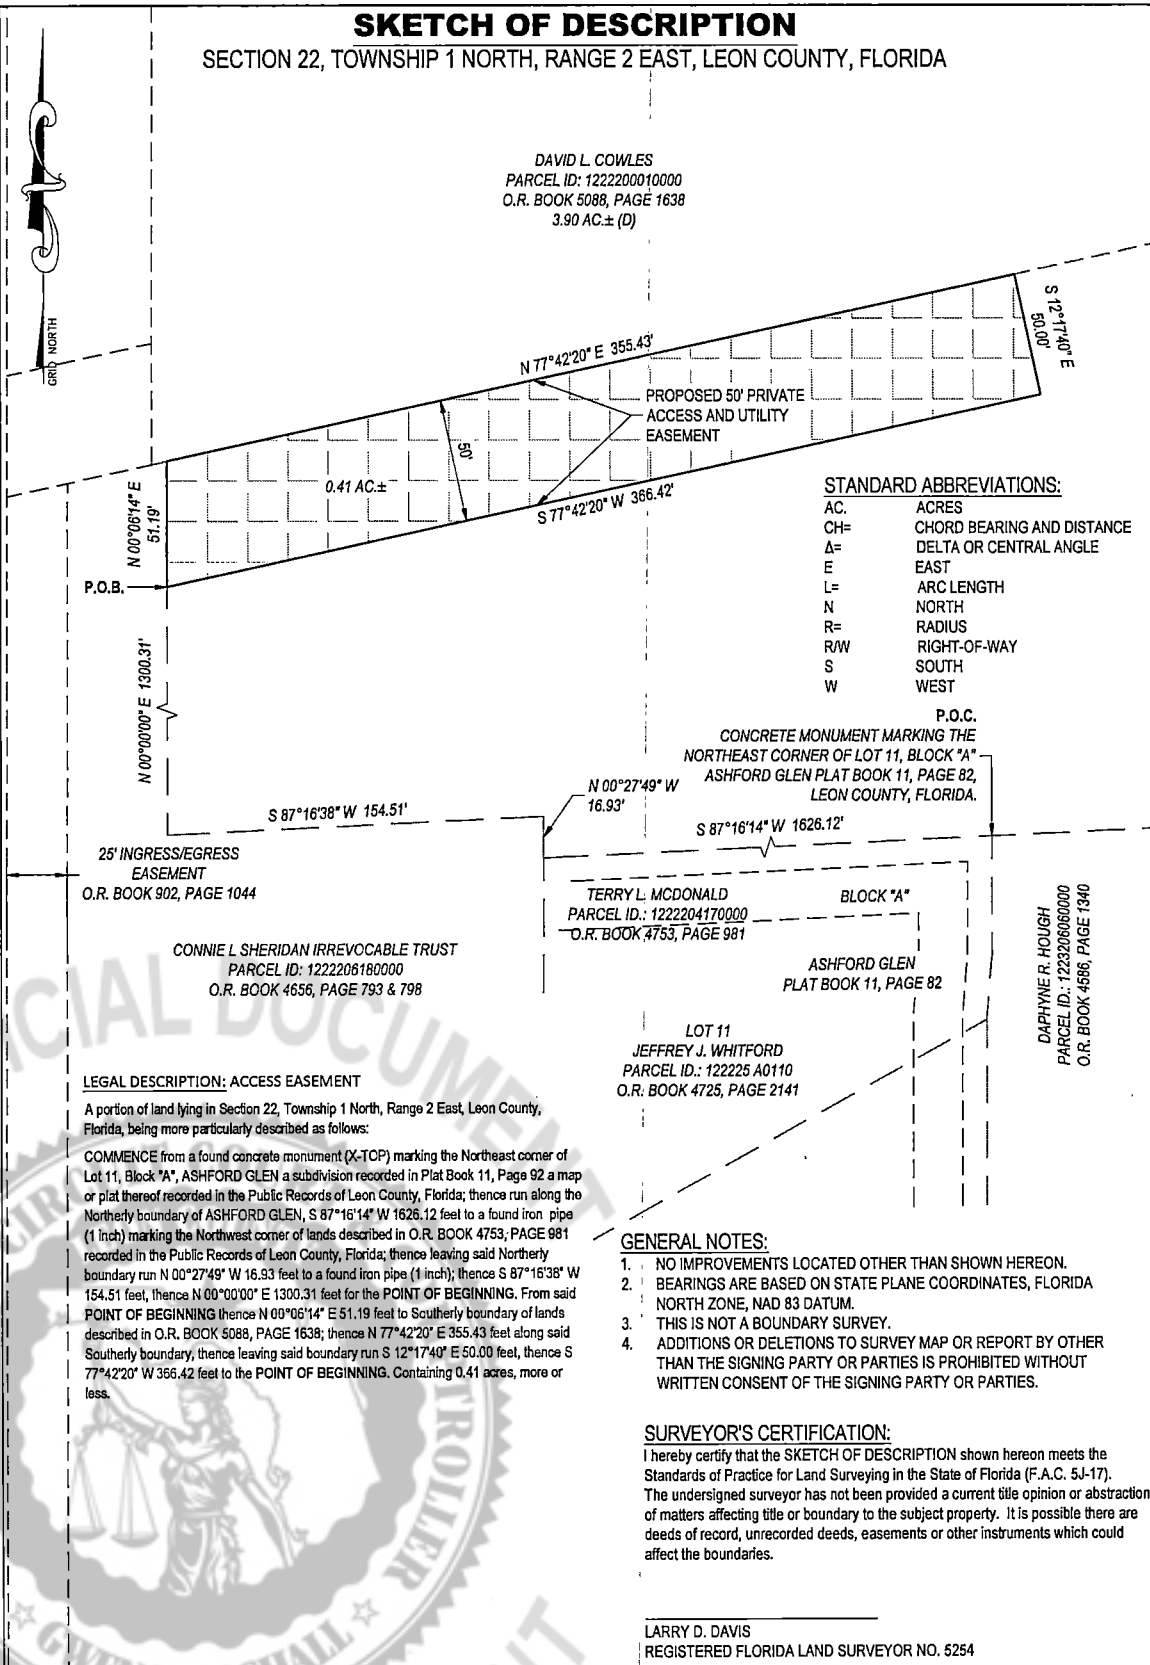 SKETCH OF DESCRIPTION
SECTION 22, TOWNSHIP 1 NORTH, RANGE 2 EAST, LEON COUNTY, FLORIDA
GRID NORTH
DAVID L. COWLES
PARCEL ID: 1222200010000
O.R. BOOK 5088, PAGE 1638
3.90 AC.± (D)
S 12°17'40" E
50.00'
N 77°42'20" E 355.43'
PROPOSED 50' PRIVATE
ACCESS AND UTILITY
EASEMENT
50'
0.41 AC.±
S 77°42'20" W 366.42'
N 00°06'14" E
51.19'
P.O.B.
N 00°00'00" E 1300.31'
STANDARD ABBREVIATIONS:
AC. ACRES
CH= CHORD BEARING AND DISTANCE
Δ= DELTA OR CENTRAL ANGLE
E EAST
L= ARC LENGTH
N NORTH
R= RADIUS
R/W RIGHT-OF-WAY
S SOUTH
W WEST
P.O.C.
CONCRETE MONUMENT MARKING THE
NORTHEAST CORNER OF LOT 11, BLOCK "A"
ASHFORD GLEN PLAT BOOK 11, PAGE 82,
LEON COUNTY, FLORIDA.
N 00°27'49" W
16.93'
S 87°16'38" W 154.51'
S 87°16'14" W 1626.12'
25' INGRESS/EGRESS
EASEMENT
O.R. BOOK 902, PAGE 1044
TERRY L. MCDONALD
PARCEL ID.: 1222204170000
O.R. BOOK 4753, PAGE 981
BLOCK "A"
CONNIE L SHERIDAN IRREVOCABLE TRUST
PARCEL ID: 1222206180000
O.R. BOOK 4656, PAGE 793 & 798
ASHFORD GLEN
PLAT BOOK 11, PAGE 82
DAPHYNE R. HOUGH
PARCEL ID.: 1223206060000
O.R. BOOK 4586, PAGE 1340
LOT 11
JEFFREY J. WHITFORD
PARCEL ID.: 122225 A0110
O.R. BOOK 4725, PAGE 2141
LEGAL DESCRIPTION: ACCESS EASEMENT
A portion of land lying in Section 22, Township 1 North, Range 2 East, Leon County,
Florida, being more particularly described as follows:
COMMENCE from a found concrete monument (X-TOP) marking the Northeast corner of
Lot 11, Block "A", ASHFORD GLEN a subdivision recorded in Plat Book 11, Page 92 a map
or plat thereof recorded in the Public Records of Leon County, Florida; thence run along the
Northerly boundary of ASHFORD GLEN, S 87°16'14" W 1626.12 feet to a found iron pipe
(1 inch) marking the Northwest corner of lands described in O.R. BOOK 4753, PAGE 981
recorded in the Public Records of Leon County, Florida; thence leaving said Northerly
boundary run N 00°27'49" W 16.93 feet to a found iron pipe (1 inch); thence S 87°16'38" W
154.51 feet, thence N 00°00'00" E 1300.31 feet for the POINT OF BEGINNING. From said
POINT OF BEGINNING thence N 00°06'14" E 51.19 feet to Southerly boundary of lands
described in O.R. BOOK 5088, PAGE 1638; thence N 77°42'20" E 355.43 feet along said
Southerly boundary, thence leaving said boundary run S 12°17'40" E 50.00 feet, thence S
77°42'20" W 366.42 feet to the POINT OF BEGINNING. Containing 0.41 acres, more or
less.
GENERAL NOTES:
1. NO IMPROVEMENTS LOCATED OTHER THAN SHOWN HEREON.
2. BEARINGS ARE BASED ON STATE PLANE COORDINATES, FLORIDA
NORTH ZONE, NAD 83 DATUM.
3. THIS IS NOT A BOUNDARY SURVEY.
4. ADDITIONS OR DELETIONS TO SURVEY MAP OR REPORT BY OTHER
THAN THE SIGNING PARTY OR PARTIES IS PROHIBITED WITHOUT
WRITTEN CONSENT OF THE SIGNING PARTY OR PARTIES.
SURVEYOR'S CERTIFICATION:
I hereby certify that the SKETCH OF DESCRIPTION shown hereon meets the
Standards of Practice for Land Surveying in the State of Florida (F.A.C. 5J-17).
The undersigned surveyor has not been provided a current title opinion or abstraction
of matters affecting title or boundary to the subject property. It is possible there are
deeds of record, unrecorded deeds, easements or other instruments which could
affect the boundaries.
LARRY D. DAVIS
REGISTERED FLORIDA LAND SURVEYOR NO. 5254
CIAL DOCUMENT
CIRCUIT COURT
COMPTROLLER